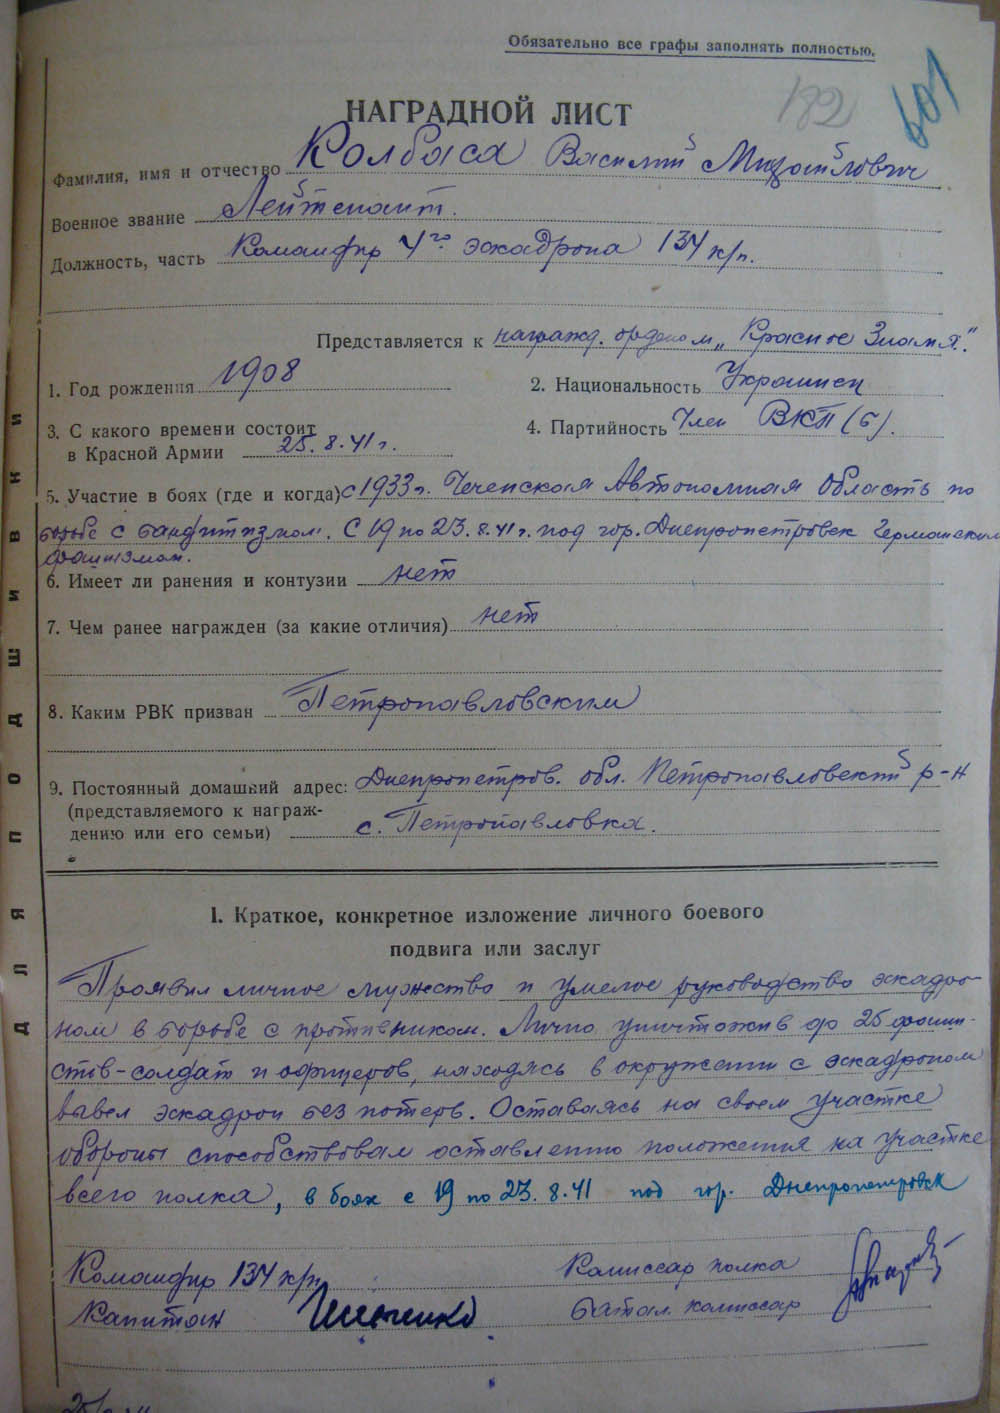 Обязательно все графы заполнять полностью.
182
601
НАГРАДНОЙ ЛИСТ
Фамилия, имя и отчество Колбаса Василий Михайлович
Военное звание Лейтенант.
Должность, часть Командир 4го эскадрона 134 к/п.
Представляется к награжд. орденом „Красное Знамя".
1. Год рождения 1908
2. Национальность Украинец
3. С какого времени состоит
в Красной Армии 25.8.41 г.
4. Партийность Член ВКП(б).
5. Участие в боях (где и когда) с 1933 г. Чеченская Автономная Область по
борьбе с бандитизмом. С 19 по 23.8.41 г. под гор. Днепропетровск Германским
фашизмом.
6. Имеет ли ранения и контузии нет
7. Чем ранее награжден (за какие отличия) нет
8. Каким РВК призван Петропавловским
9. Постоянный домашний адрес: Днепропетров. обл. Петропавловский р-н
(представляемого к награж-
дению или его семьи) с. Петропавловка.
ДЛЯ ПОДШИВКИ
I. Краткое, конкретное изложение личного боевого
подвига или заслуг
Проявил личное мужество и умелое руководство эскадро-
ном в борьбе с противником. Лично уничтожив до 25 фаши-
стов-солдат и офицеров, находясь в окружении с эскадроном
вывел эскадрон без потерь. Оставаясь на своем участке
обороны способствовал оставлению положения на участке
всего полка, в боях с 19 по 23.8.41 под гор. Днепропетровск
Командир 134 к/п
Комиссар полка
Капитан
батал. комиссар